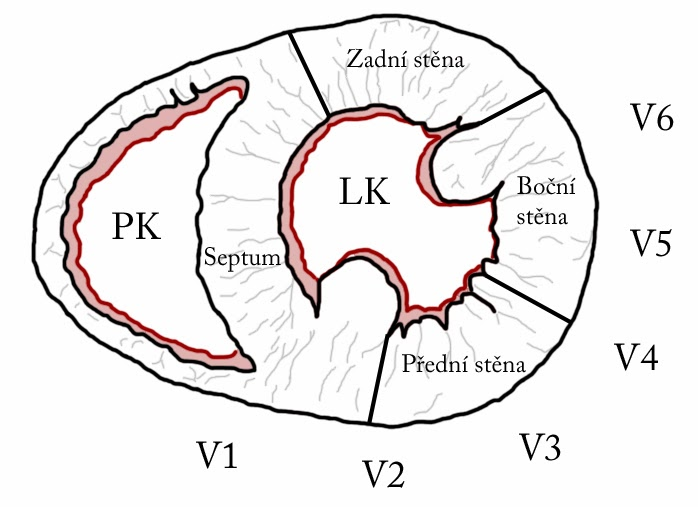 Zadní stěna
V6
LK
Boční
stěna
PK
V5
Septum
V4
Přední stěna
V3
V1
V2